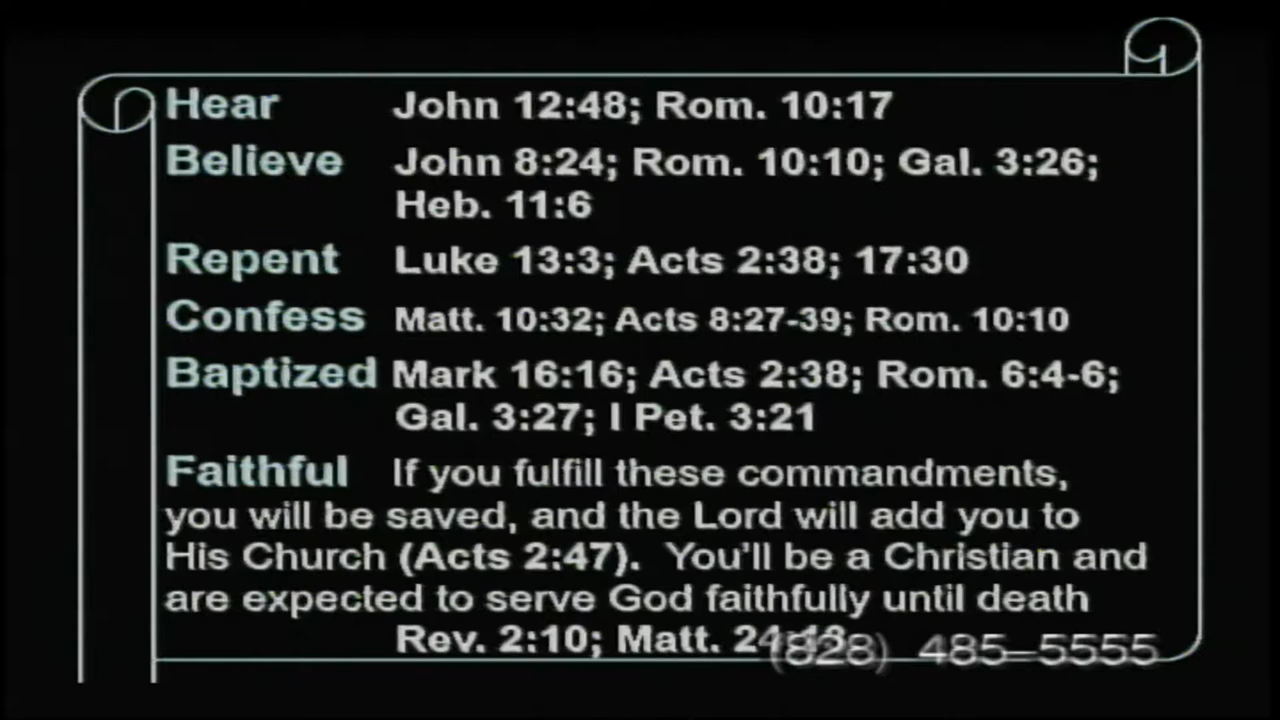 Hear John 12:48; Rom. 10:17
Believe John 8:24; Rom. 10:10; Gal. 3:26;
Heb. 11:6
Repent Luke 13:3; Acts 2:38; 17:30
Confess Matt. 10:32; Acts 8:27-39; Rom. 10:10
Baptized Mark 16:16; Acts 2:38; Rom. 6:4-6;
Gal. 3:27; I Pet. 3:21
Faithful If you fulfill these commandments,
you will be saved, and the Lord will add you to
His Church (Acts 2:47). You'll be a Christian and
are expected to serve God faithfully until death
Rev. 2:10; Matt.
(828) 485-5555